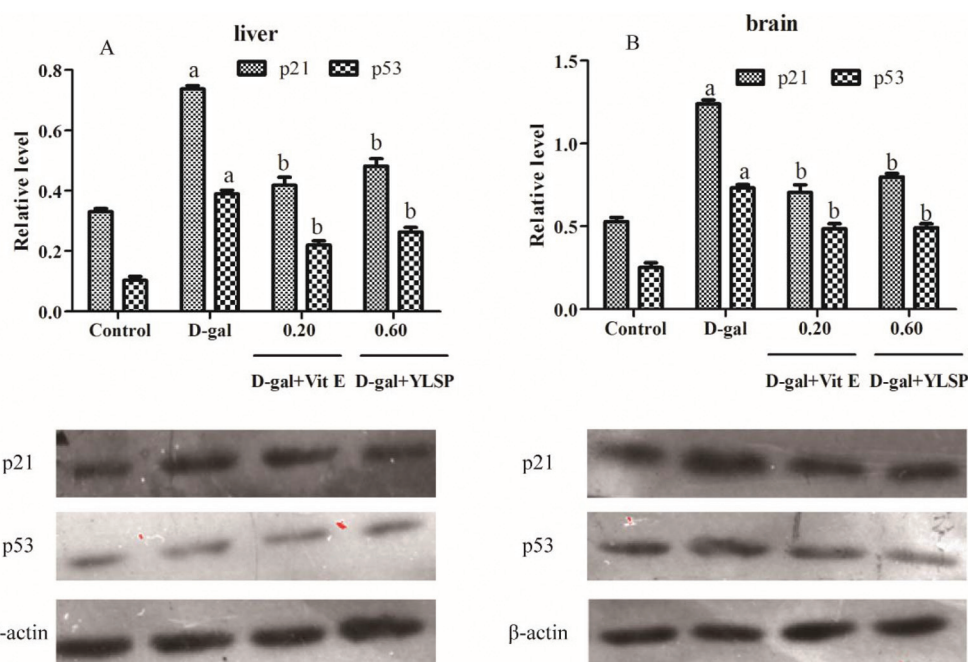 A
liver
p21 p53
0.8
0.6
0.4
0.2
0.0
Relative level
a
a
b
b
b
b
Control D-gal 0.20 0.60
D-gal+Vit E D-gal+YLSP
p21
p53
-actin
B
brain
p21 p53
1.5
1.0
0.5
0.0
Relative level
a
a
b
b
b
b
Control D-gal 0.20 0.60
D-gal+Vit E D-gal+YLSP
p21
p53
β-actin